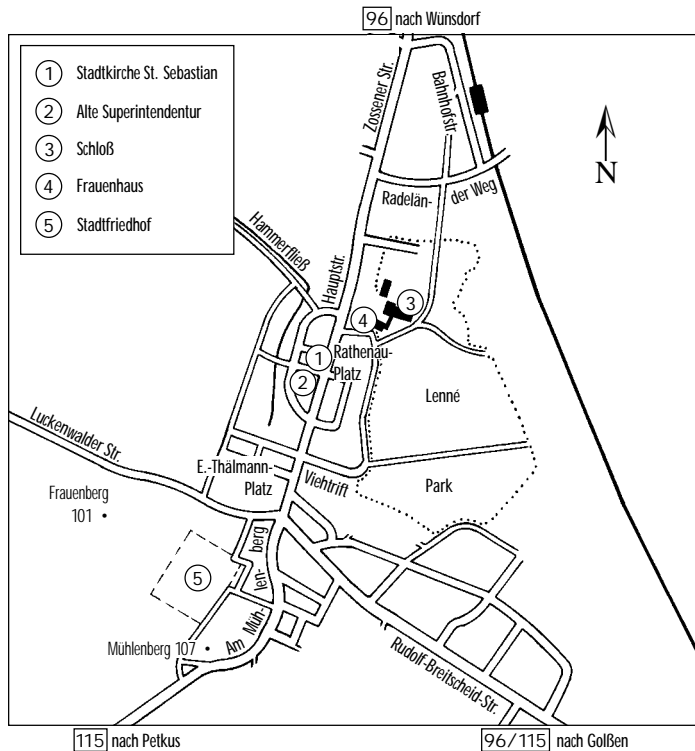 96 nach Wünsdorf
1 Stadtkirche St. Sebastian
2 Alte Superintendentur
3 Schloß
4 Frauenhaus
5 Stadtfriedhof
Zossener Str.
Bahnhofstr
N
Radelän-
der Weg
Hammerfließ
Hauptstr.
3
4
1
Rathenau-
Platz
2
Lenné
Luckenwalder Str.
E.-Thälmann-
Platz
Viehtrift
Park
Frauenberg
101
5
Am Müh-
len-
berg
Mühlenberg 107
Rudolf-Breitscheid-Str.
115 nach Petkus
96/115 nach Golßen